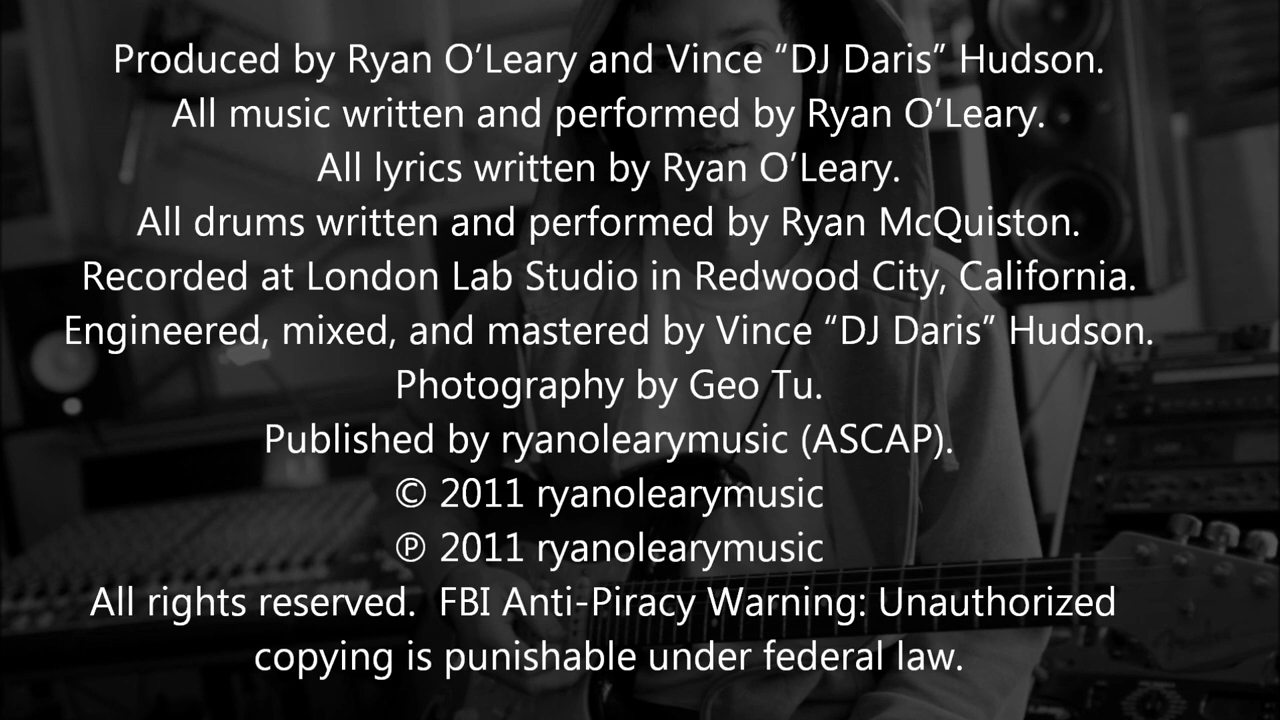 Produced by Ryan O’Leary and Vince “DJ Daris” Hudson.
All music written and performed by Ryan O’Leary.
All lyrics written by Ryan O’Leary.
All drums written and performed by Ryan McQuiston.
Recorded at London Lab Studio in Redwood City, California.
Engineered, mixed, and mastered by Vince “DJ Daris” Hudson.
Photography by Geo Tu.
Published by ryanolearymusic (ASCAP).
© 2011 ryanolearymusic
℗ 2011 ryanolearymusic
All rights reserved.  FBI Anti-Piracy Warning: Unauthorized
copying is punishable under federal law.